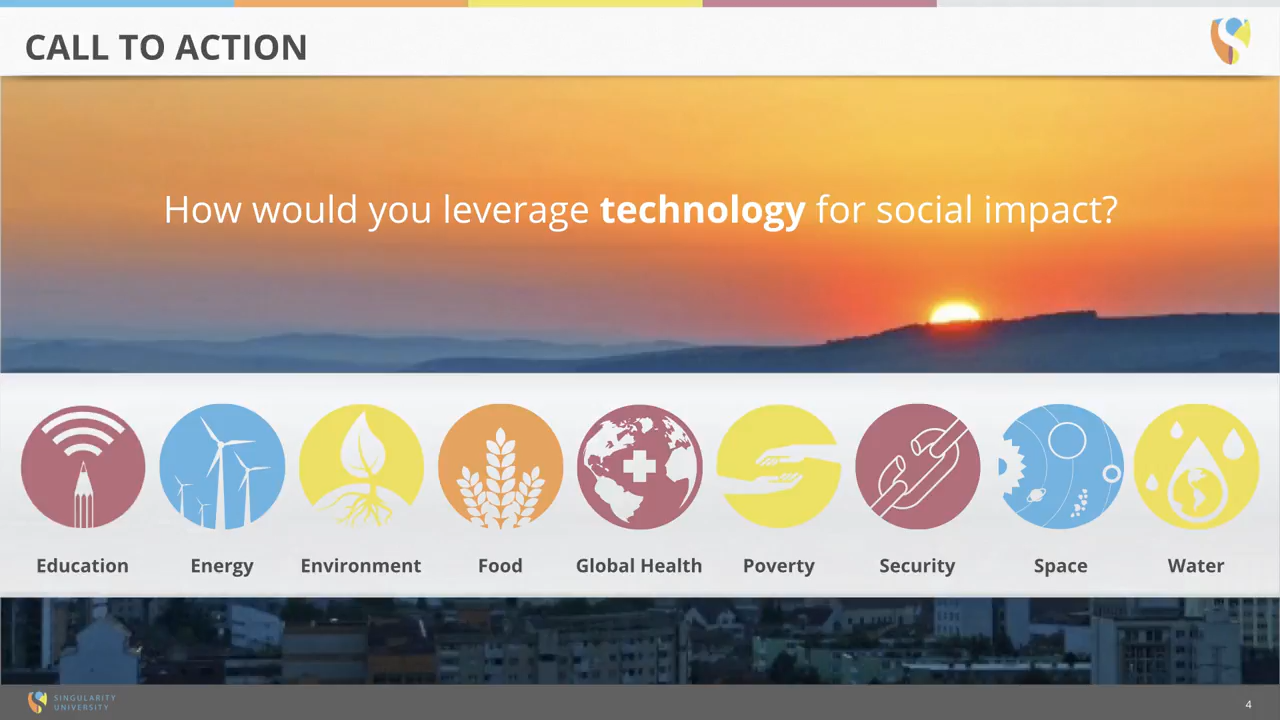 CALL TO ACTION
How would you leverage technology for social impact?
Education
Energy
Environment
Food
Global Health
Poverty
Security
Space
Water
SINGULARITY
UNIVERSITY
4